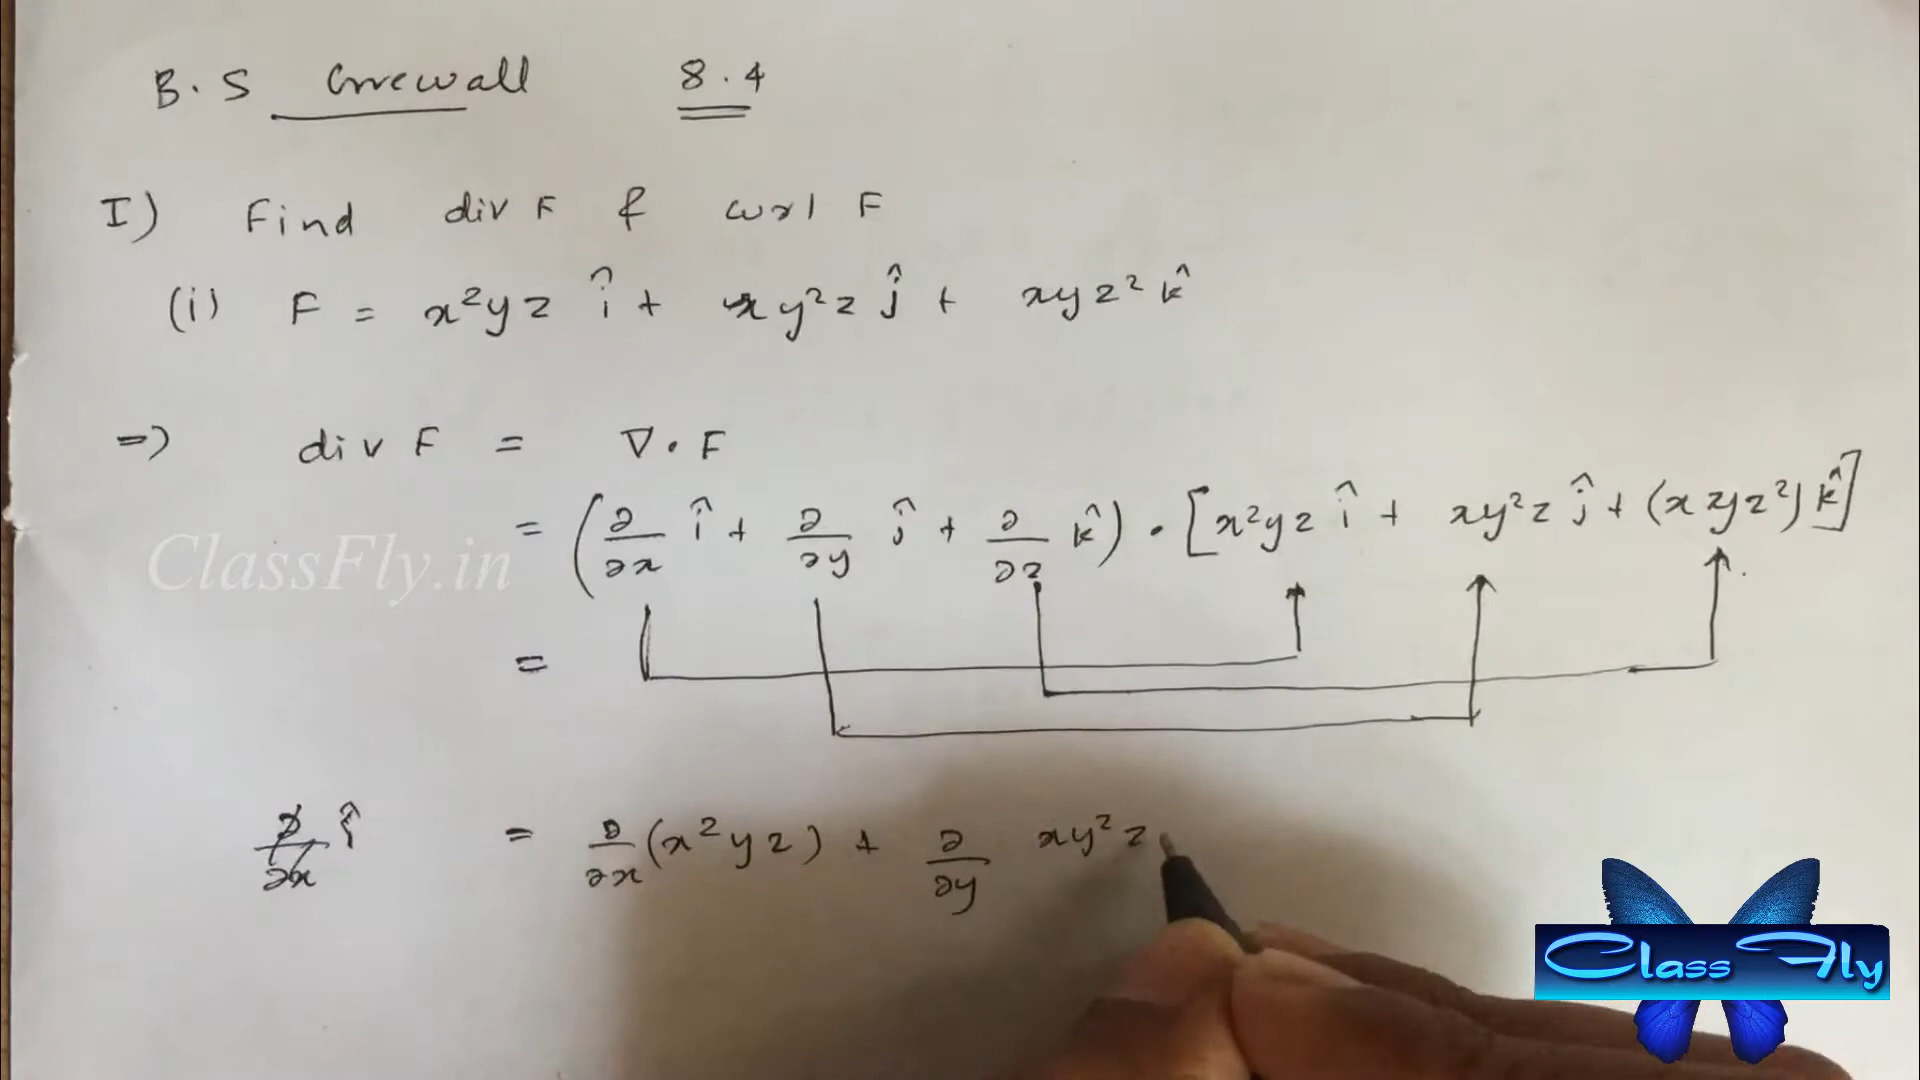 B.S Grewall 8.4
I) Find div F & curl F
(i) F = x²yz î + xy²z ĵ + xyz² k̂
=) div F = ∇ • F
= (∂/∂x î + ∂/∂y ĵ + ∂/∂z k̂) • [x²yz î + xy²z ĵ + (xyz²) k̂]
ClassFly.in
=
∂/∂x î = ∂/∂x (x²yz) + ∂/∂y xy²z
Class Fly